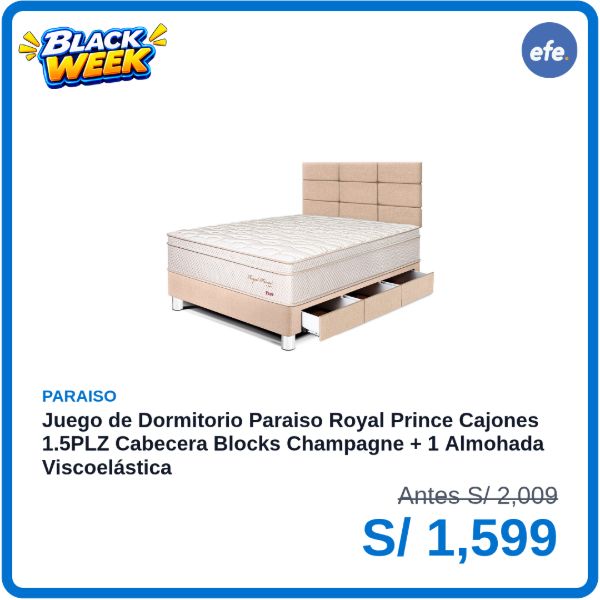 BLACK
WEEK
efe.
PARAISO
Juego de Dormitorio Paraiso Royal Prince Cajones
1.5PLZ Cabecera Blocks Champagne + 1 Almohada
Viscoelástica
Antes S/ 2,009
S/ 1,599